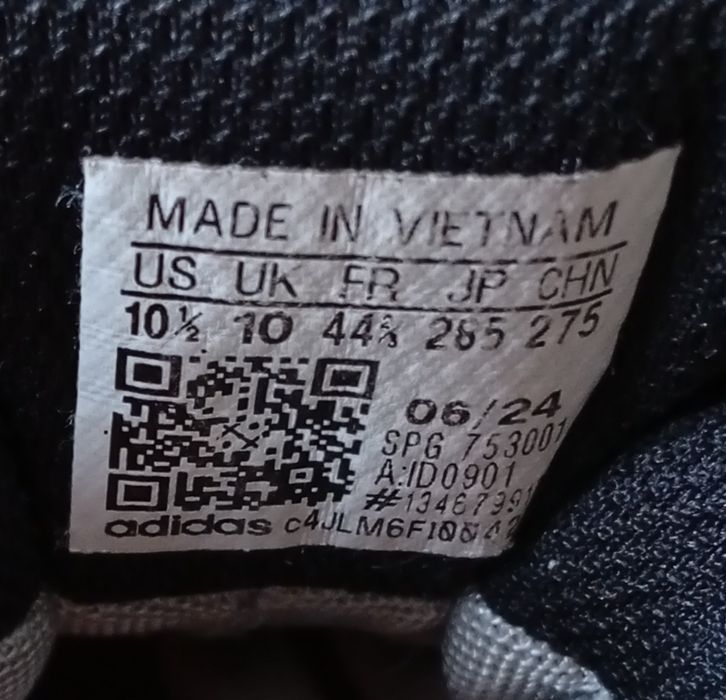 MADE IN VIETNAM
US UK FR JP CHN
10½ 10 44⅔ 285 275
06/24
SPG 753001
A:ID0901
adidas